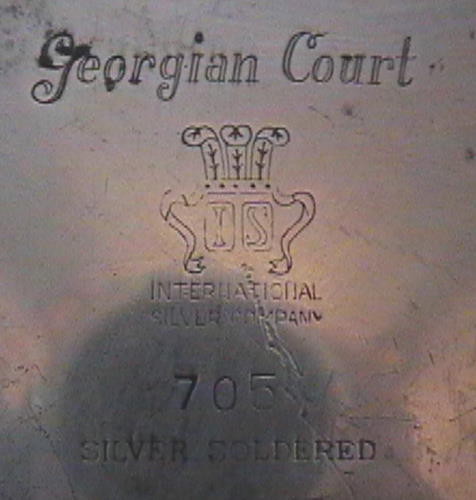 Georgian Court
IS
INTERNATIONAL
SILVER COMPANY
705
SILVER SOLDERED